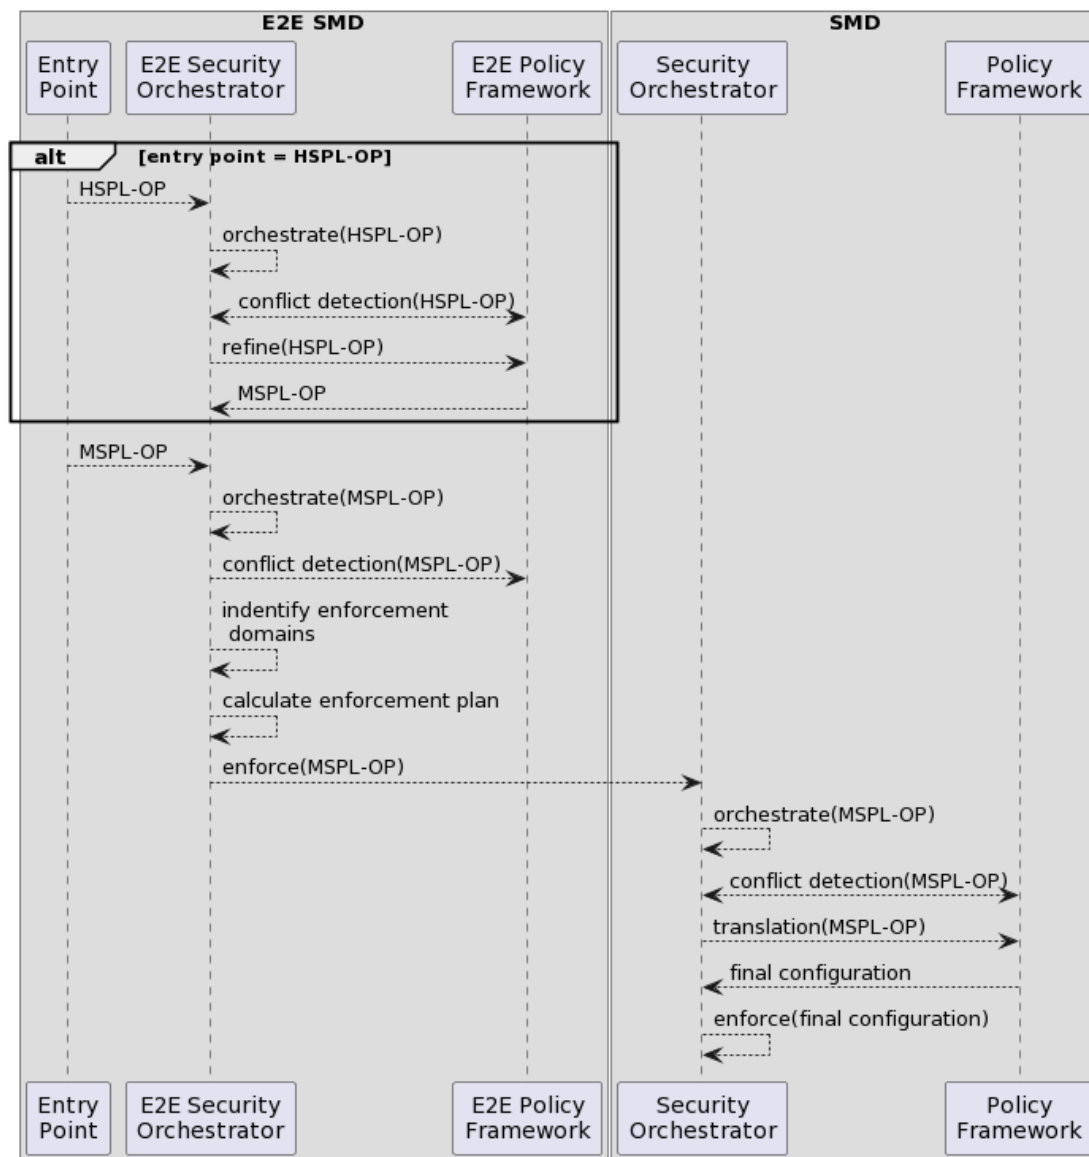 E2E SMD
SMD
Entry
Point
E2E Security
Orchestrator
E2E Policy
Framework
Security
Orchestrator
Policy
Framework
alt
[entry point = HSPL-OP]
HSPL-OP
orchestrate(HSPL-OP)
conflict detection(HSPL-OP)
refine(HSPL-OP)
MSPL-OP
MSPL-OP
orchestrate(MSPL-OP)
conflict detection(MSPL-OP)
indentify enforcement
domains
calculate enforcement plan
enforce(MSPL-OP)
orchestrate(MSPL-OP)
conflict detection(MSPL-OP)
translation(MSPL-OP)
final configuration
enforce(final configuration)
Entry
Point
E2E Security
Orchestrator
E2E Policy
Framework
Security
Orchestrator
Policy
Framework